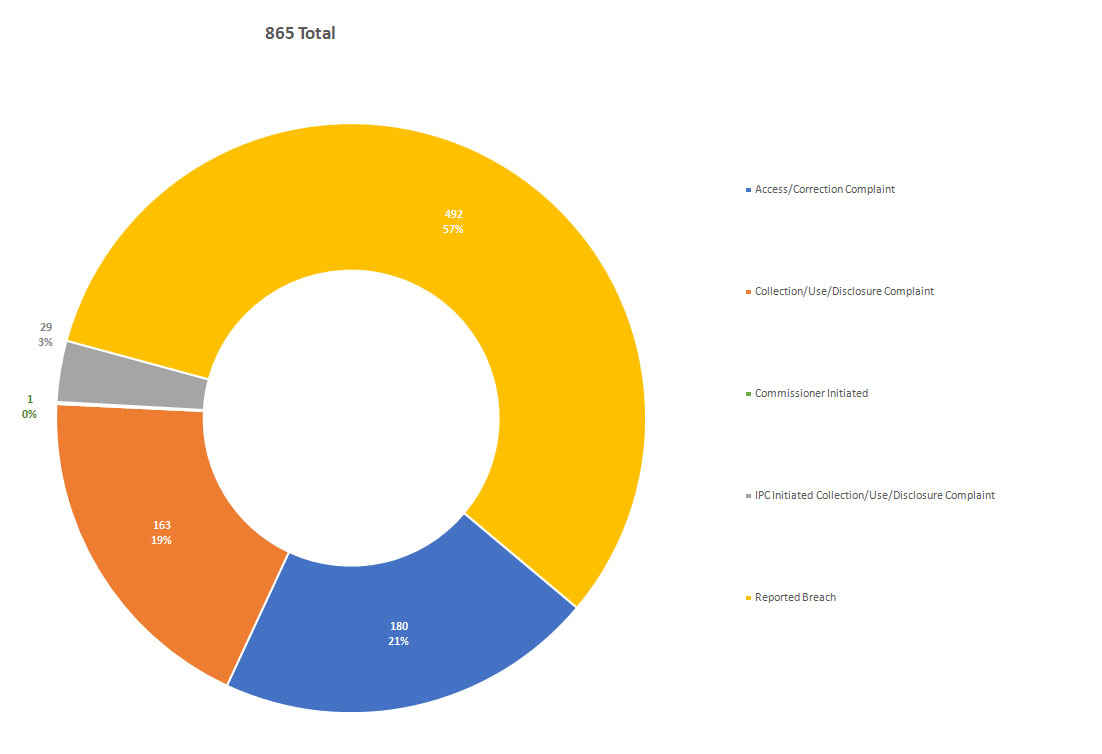 865 Total
492
57%
29
3%
1
0%
163
19%
180
21%
Access/Correction Complaint
Collection/Use/Disclosure Complaint
Commissioner Initiated
IPC Initiated Collection/Use/Disclosure Complaint
Reported Breach